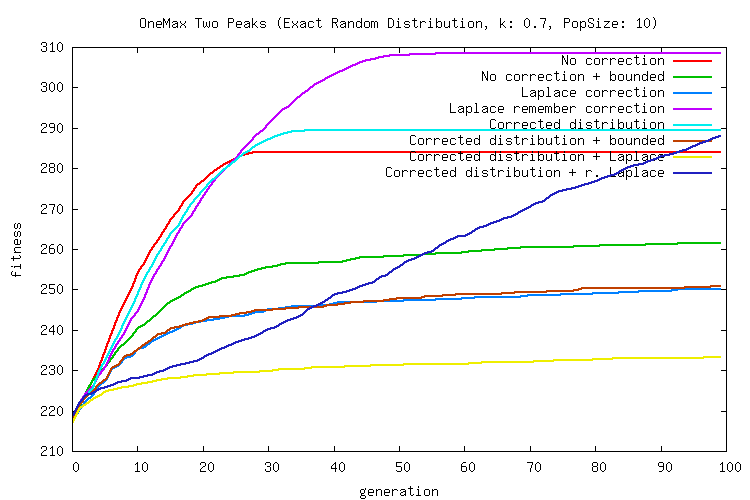 OneMax Two Peaks (Exact Random Distribution, k: 0.7, PopSize: 10)
310
300
290
280
270
260
250
240
230
220
210
fitness
No correction
No correction + bounded
Laplace correction
Laplace remember correction
Corrected distribution
Corrected distribution + bounded
Corrected distribution + Laplace
Corrected distribution + r. Laplace
0 10 20 30 40 50 60 70 80 90 100
generation